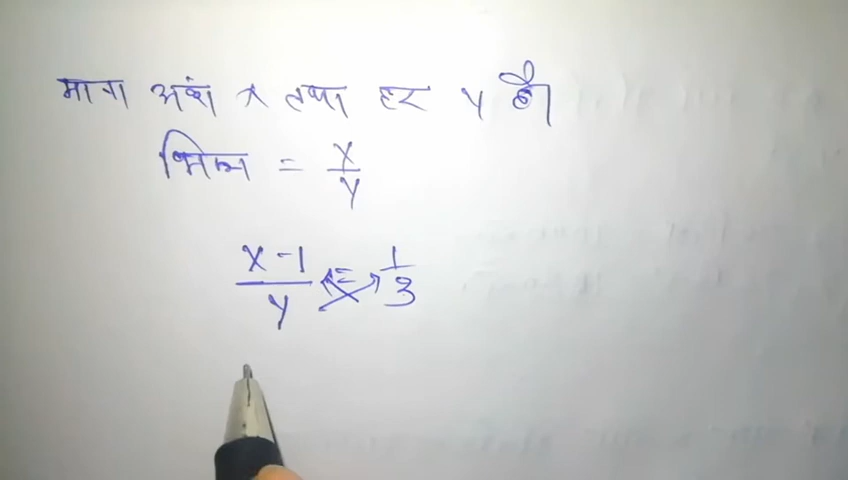 माना अंश x तथा हर y है।
भिन्न = x/y
x - 1/y = 1/3